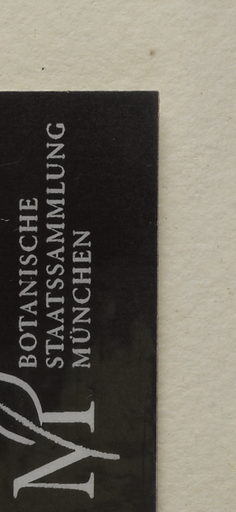 BOTANISCHE
STAATSSAMMLUNG
MÜNCHEN
M